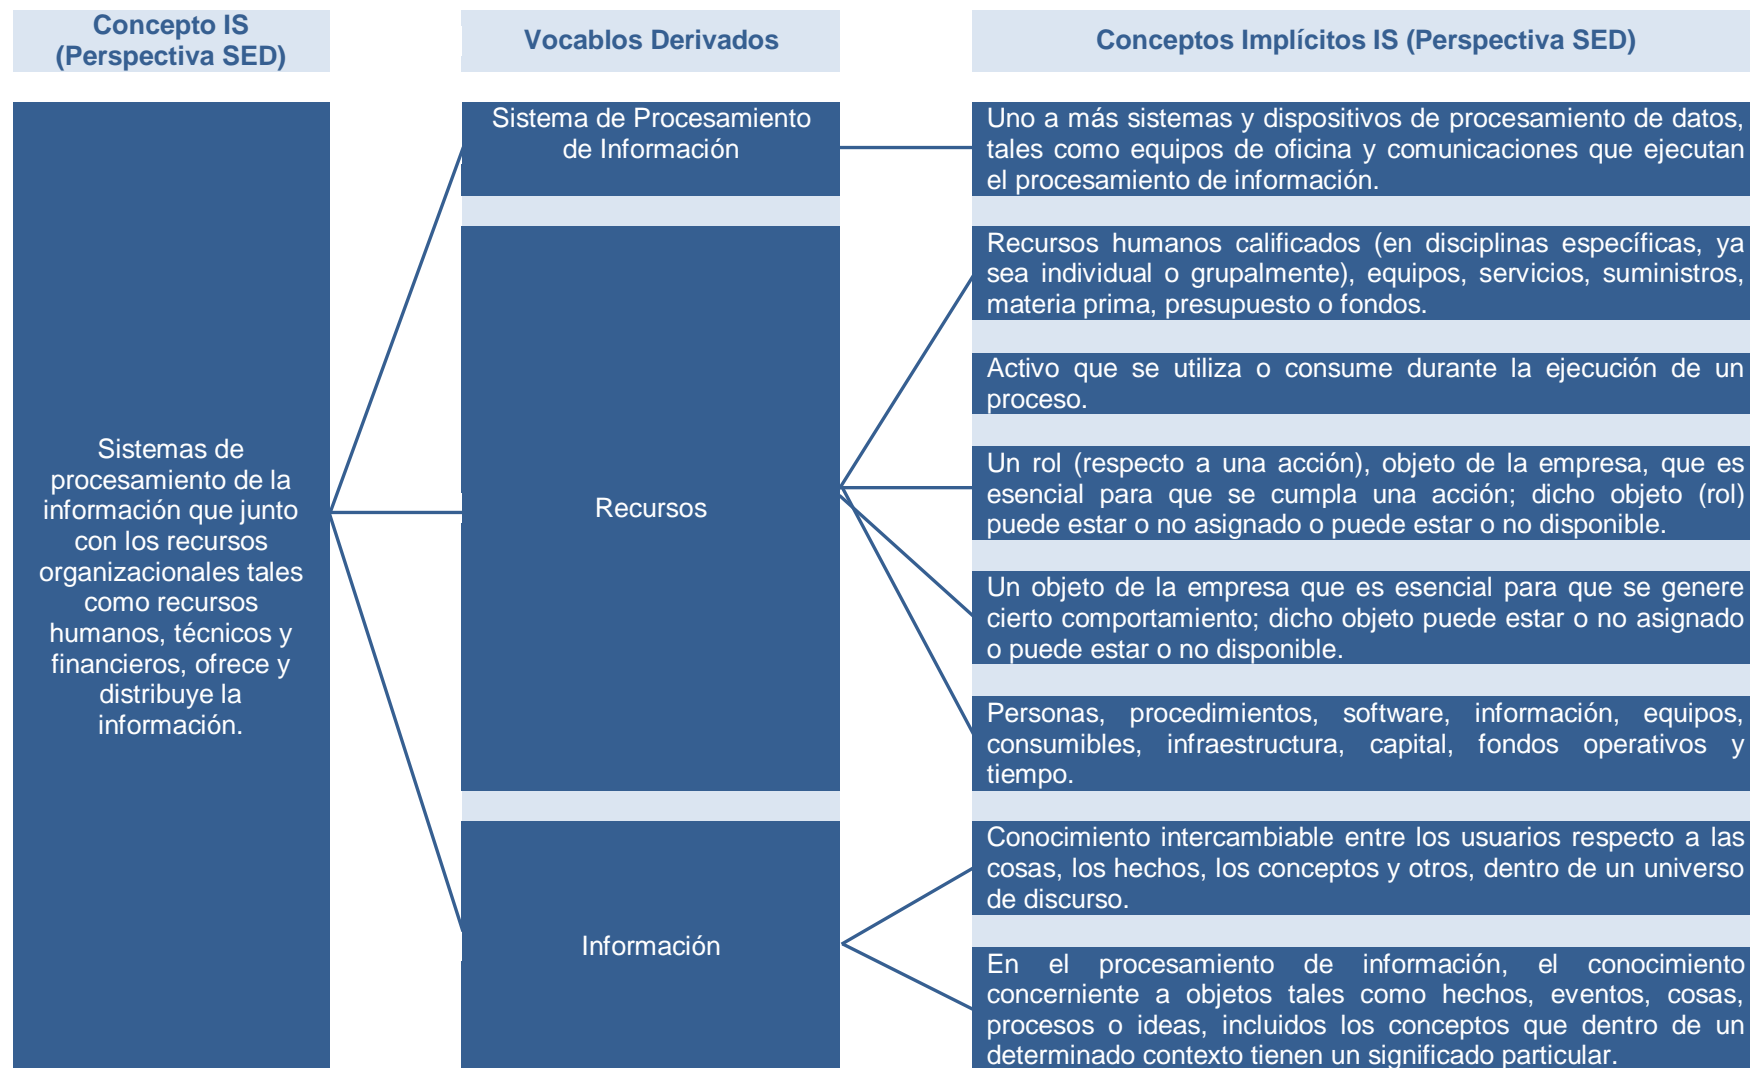 Concepto IS
(Perspectiva SED)
Vocablos Derivados
Conceptos Implícitos IS (Perspectiva SED)
Sistemas de
procesamiento de la
información que junto
con los recursos
organizacionales tales
como recursos
humanos, técnicos y
financieros, ofrece y
distribuye la
información.
Sistema de Procesamiento
de Información
Recursos
Información
Uno a más sistemas y dispositivos de procesamiento de datos,
tales como equipos de oficina y comunicaciones que ejecutan
el procesamiento de información.
Recursos humanos calificados (en disciplinas específicas, ya
sea individual o grupalmente), equipos, servicios, suministros,
materia prima, presupuesto o fondos.
Activo que se utiliza o consume durante la ejecución de un
proceso.
Un rol (respecto a una acción), objeto de la empresa, que es
esencial para que se cumpla una acción; dicho objeto (rol)
puede estar o no asignado o puede estar o no disponible.
Un objeto de la empresa que es esencial para que se genere
cierto comportamiento; dicho objeto puede estar o no asignado
o puede estar o no disponible.
Personas, procedimientos, software, información, equipos,
consumibles, infraestructura, capital, fondos operativos y
tiempo.
Conocimiento intercambiable entre los usuarios respecto a las
cosas, los hechos, los conceptos y otros, dentro de un universo
de discurso.
En el procesamiento de información, el conocimiento
concerniente a objetos tales como hechos, eventos, cosas,
procesos o ideas, incluidos los conceptos que dentro de un
determinado contexto tienen un significado particular.